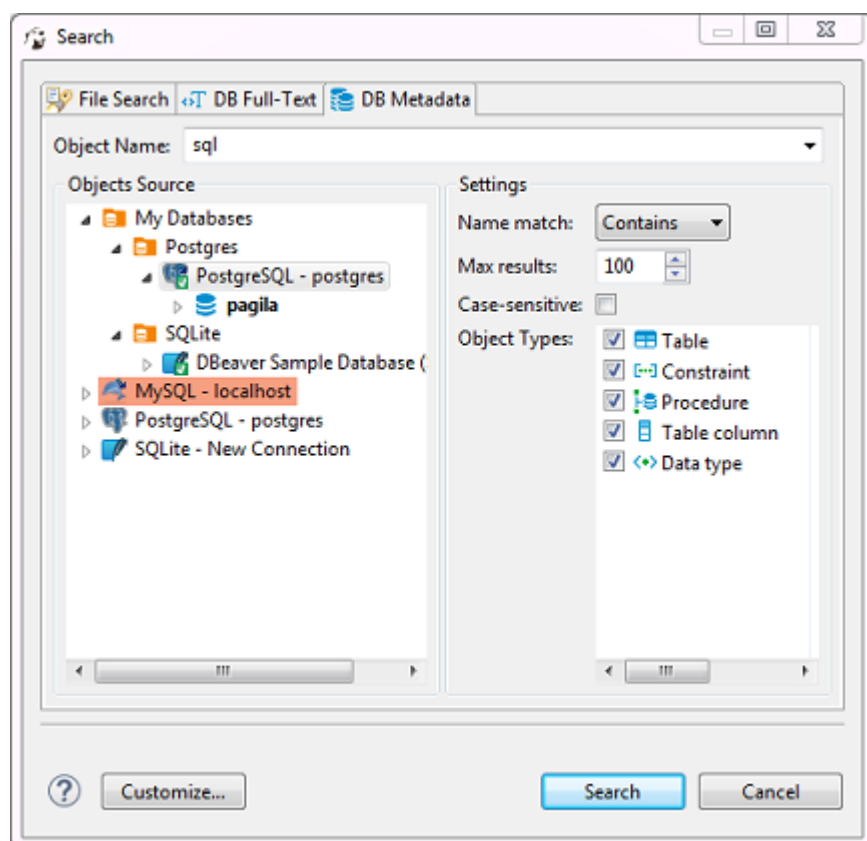 Search
File Search DB Full-Text DB Metadata
Object Name: sql
Objects Source
My Databases
Postgres
PostgreSQL - postgres
pagila
SQLite
DBeaver Sample Database (
MySQL - localhost
PostgreSQL - postgres
SQLite - New Connection
Settings
Name match: Contains
Max results: 100
Case-sensitive:
Object Types: Table
Constraint
Procedure
Table column
Data type
? Customize... Search Cancel